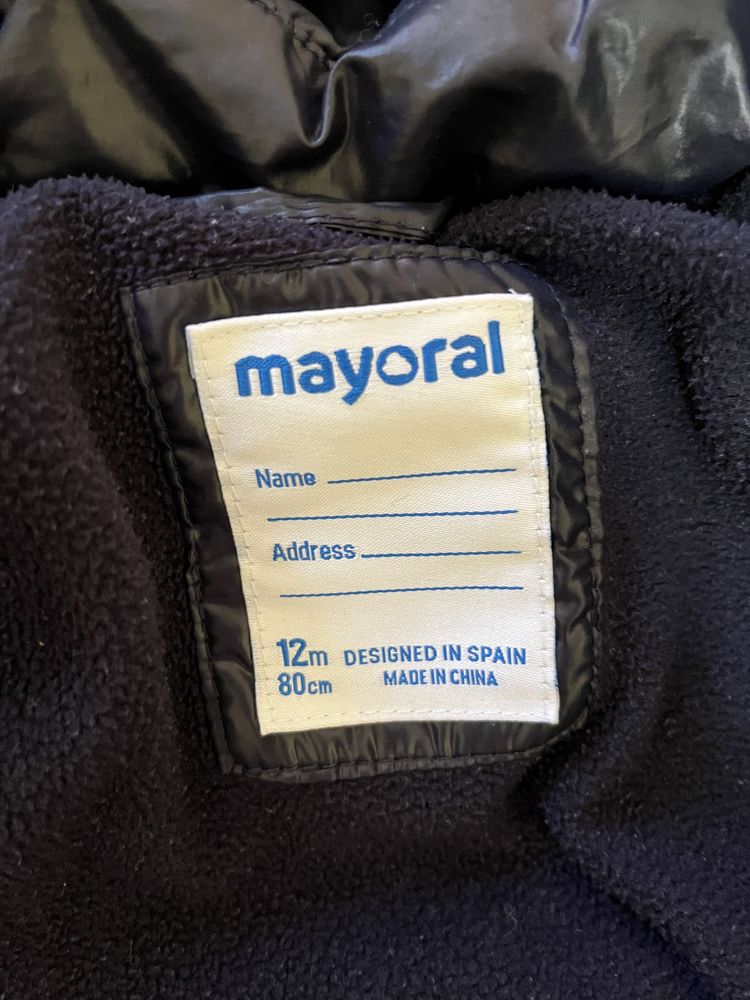 mayoral
Name
Address
12m DESIGNED IN SPAIN
80cm MADE IN CHINA